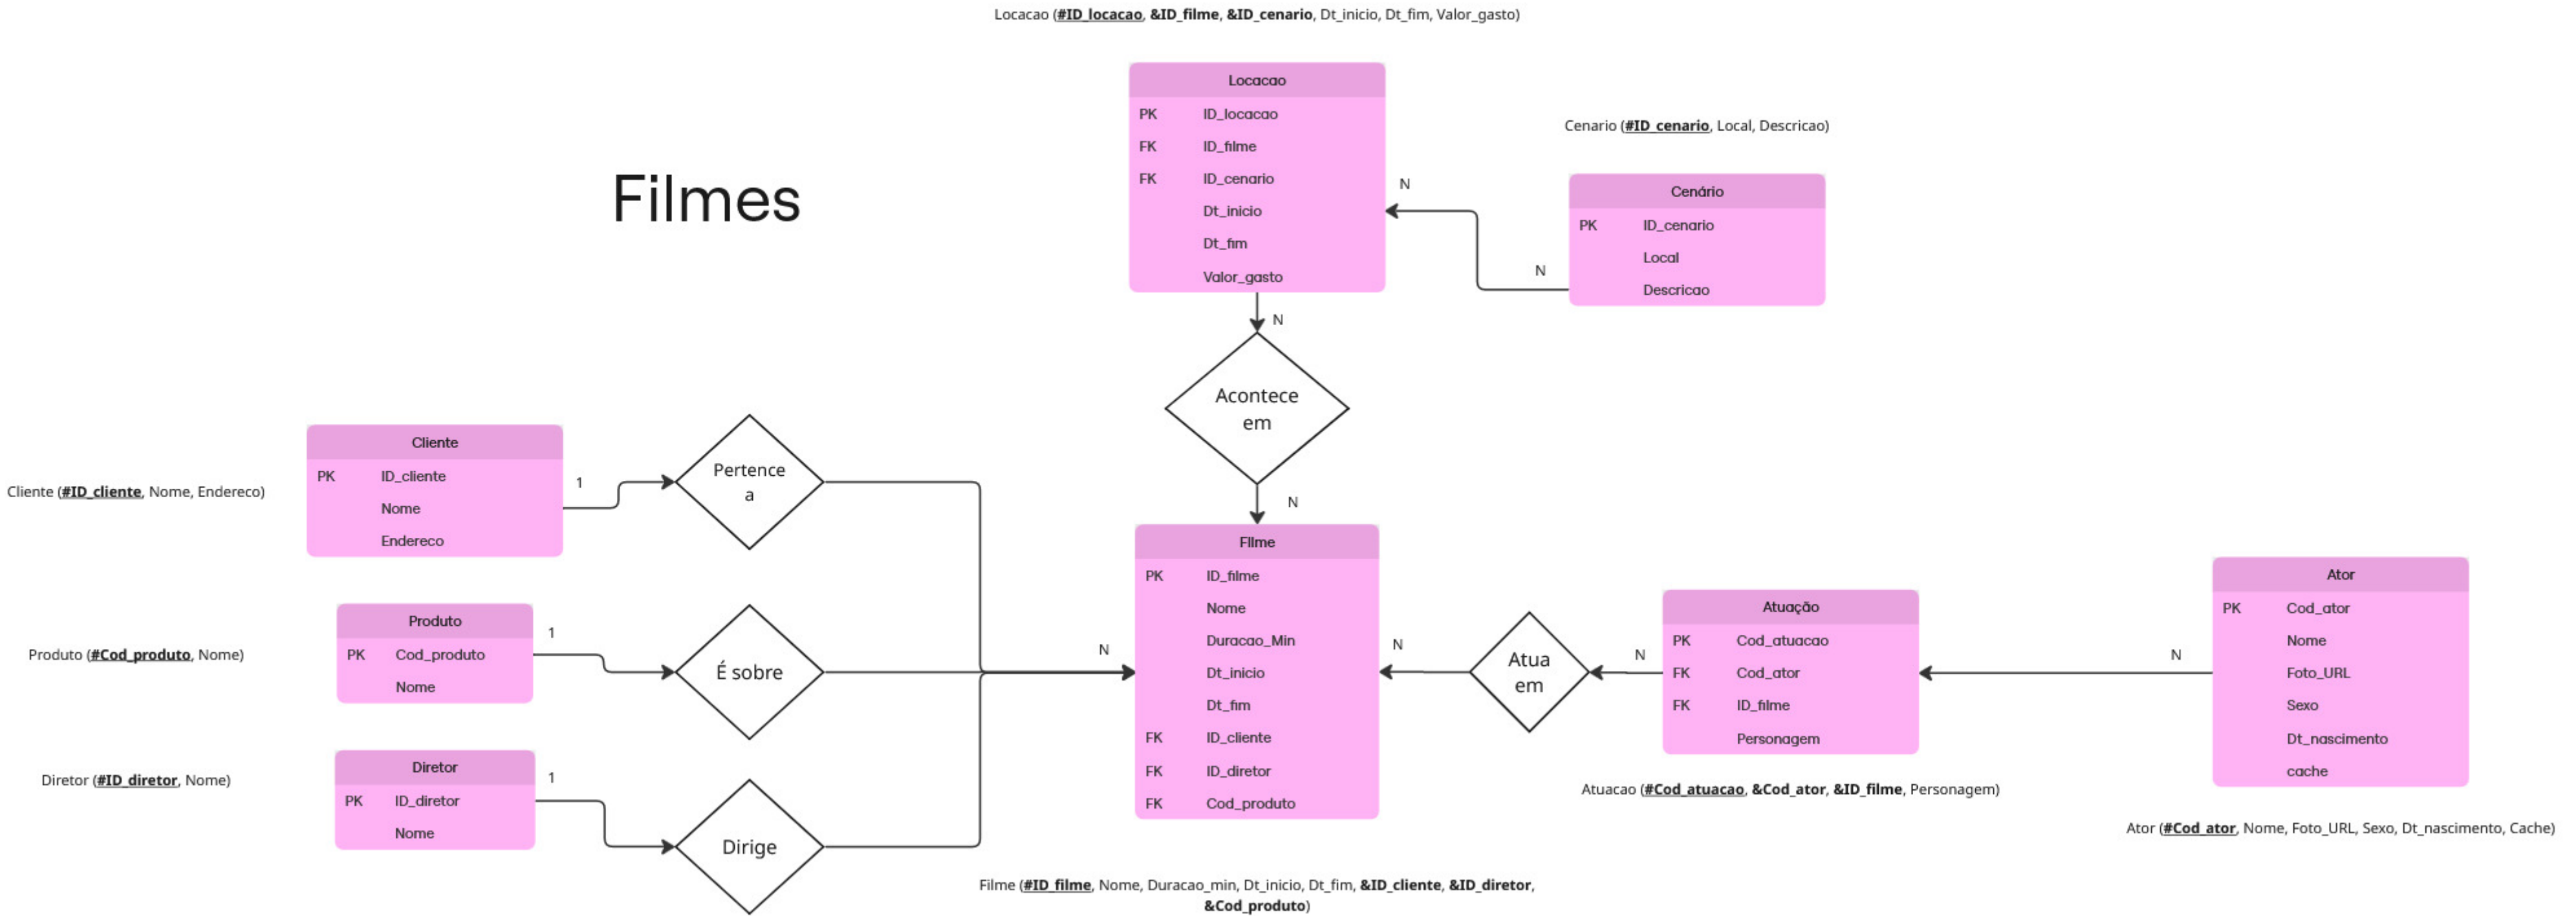 Locacao (#ID_locacao, &ID_filme, &ID_cenario, Dt_inicio, Dt_fim, Valor_gasto)
Locacao
PK ID_locacao
FK ID_filme
FK ID_cenario
Dt_inicio
Dt_fim
Valor_gasto
Cenario (#ID_cenario, Local, Descricao)
Cenário
PK ID_cenario
Local
Descricao
N
N
Filmes
N
Acontece
em
N
Cliente (#ID_cliente, Nome, Endereco)
Cliente
PK ID_cliente
Nome
Endereco
1
Pertence
a
Produto (#Cod_produto, Nome)
Produto
PK Cod_produto
Nome
1
É sobre
Diretor (#ID_diretor, Nome)
Diretor
PK ID_diretor
Nome
1
Dirige
N
FIlme
PK ID_filme
Nome
Duracao_Min
Dt_inicio
Dt_fim
FK ID_cliente
FK ID_diretor
FK Cod_produto
Filme (#ID_filme, Nome, Duracao_min, Dt_inicio, Dt_fim, &ID_cliente, &ID_diretor,
&Cod_produto)
N
Atua
em
N
Atuação
PK Cod_atuacao
FK Cod_ator
FK ID_filme
Personagem
Atuacao (#Cod_atuacao, &Cod_ator, &ID_filme, Personagem)
N
Ator
PK Cod_ator
Nome
Foto_URL
Sexo
Dt_nascimento
cache
Ator (#Cod_ator, Nome, Foto_URL, Sexo, Dt_nascimento, Cache)